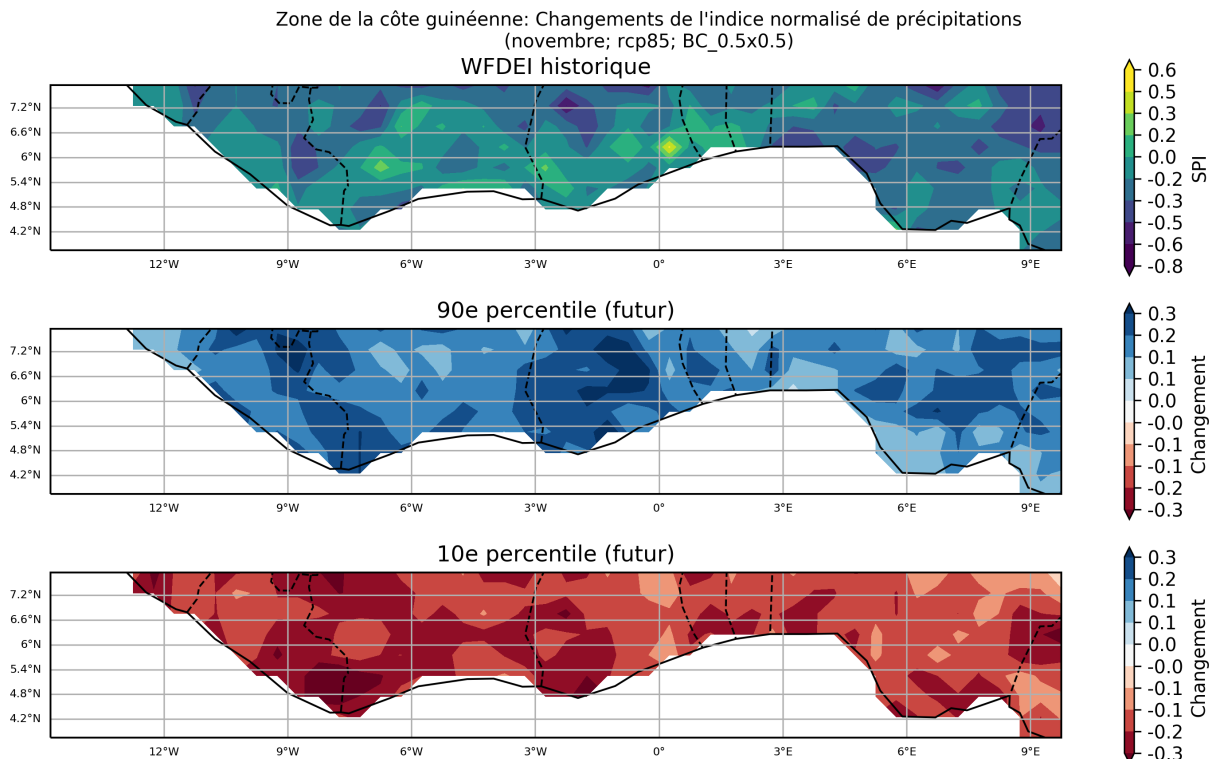 Zone de la côte guinéenne: Changements de l'indice normalisé de précipitations
(novembre; rcp85; BC_0.5x0.5)
WFDEI historique
7.2°N
6.6°N
6°N
5.4°N
4.8°N
4.2°N
12°W 9°W 6°W 3°W 0° 3°E 6°E 9°E
0.6
0.5
0.3
0.2
0.0
-0.2
-0.3
-0.5
-0.6
-0.8
SPI
90e percentile (futur)
7.2°N
6.6°N
6°N
5.4°N
4.8°N
4.2°N
12°W 9°W 6°W 3°W 0° 3°E 6°E 9°E
0.3
0.2
0.1
0.1
0.0
-0.0
-0.1
-0.1
-0.2
-0.3
Changement
10e percentile (futur)
7.2°N
6.6°N
6°N
5.4°N
4.8°N
4.2°N
12°W 9°W 6°W 3°W 0° 3°E 6°E 9°E
0.3
0.2
0.1
0.1
0.0
-0.0
-0.1
-0.1
-0.2
-0.3
Changement